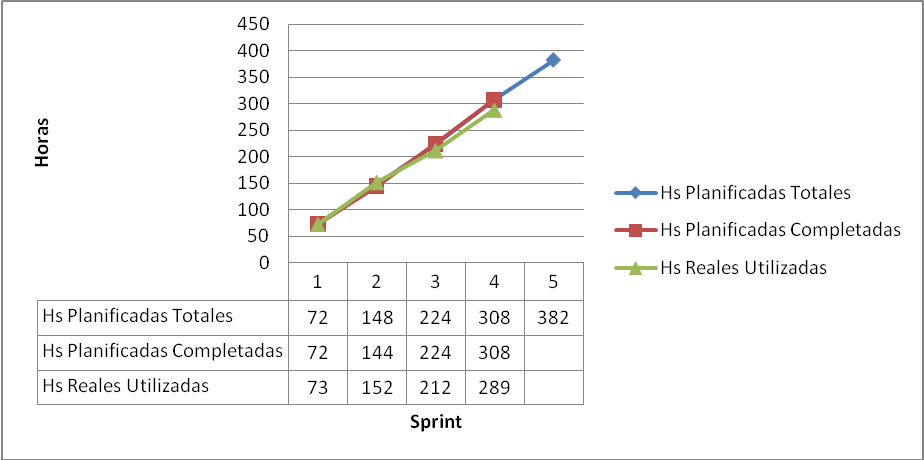 450
400
350
300
250
200
150
100
50
0
Horas
Hs Planificadas Totales
Hs Planificadas Completadas
Hs Reales Utilizadas
1 2 3 4 5
Hs Planificadas Totales 72 148 224 308 382
Hs Planificadas Completadas 72 144 224 308
Hs Reales Utilizadas 73 152 212 289
Sprint